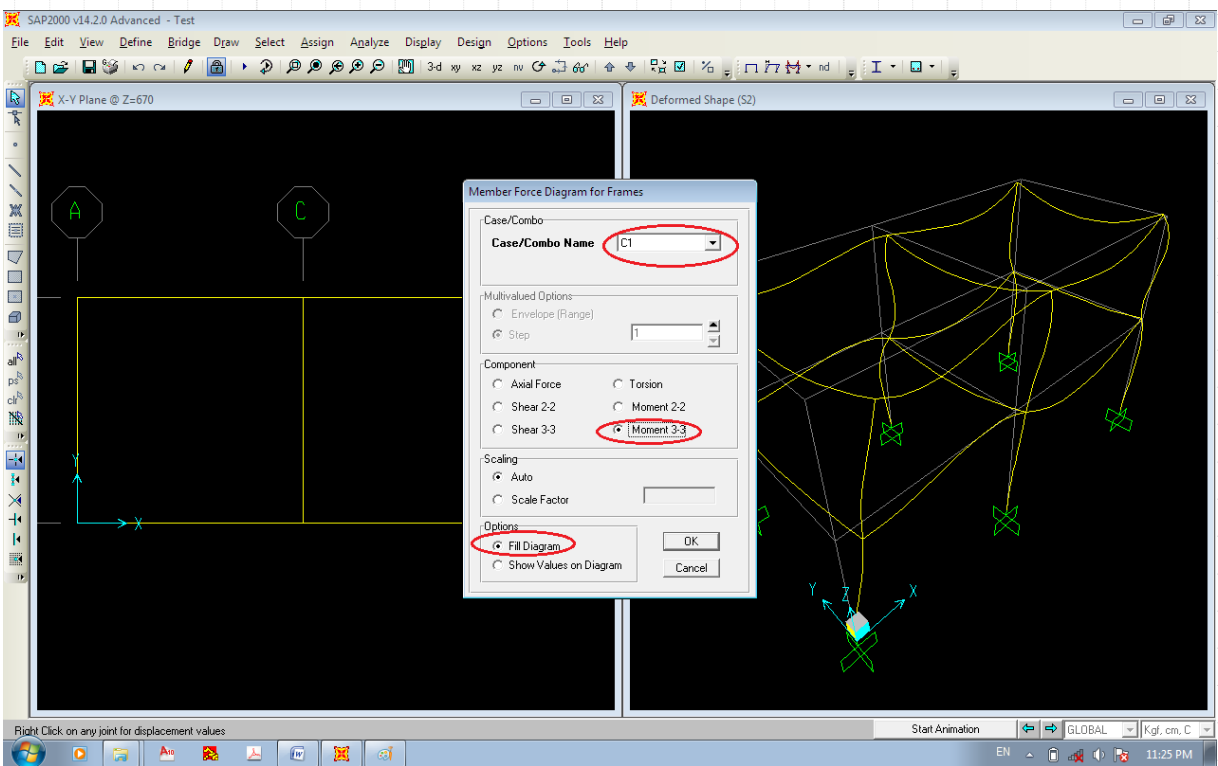 SAP2000 v14.2.0 Advanced - Test
File Edit View Define Bridge Draw Select Assign Analyze Display Design Options Tools Help
3-d xy xz yz nv nd
X-Y Plane @ Z=670
Deformed Shape (S2)
A
C
Y
X
all
ps
clr
Member Force Diagram for Frames
Case/Combo
Case/Combo Name C1
Multivalued Options
Envelope (Range)
Step 1
Component
Axial Force Torsion
Shear 2-2 Moment 2-2
Shear 3-3 Moment 3-3
Scaling
Auto
Scale Factor
Options
Fill Diagram OK
Show Values on Diagram Cancel
Y Z X
Right Click on any joint for displacement values
Start Animation GLOBAL Kgf, cm, C
EN 11:25 PM